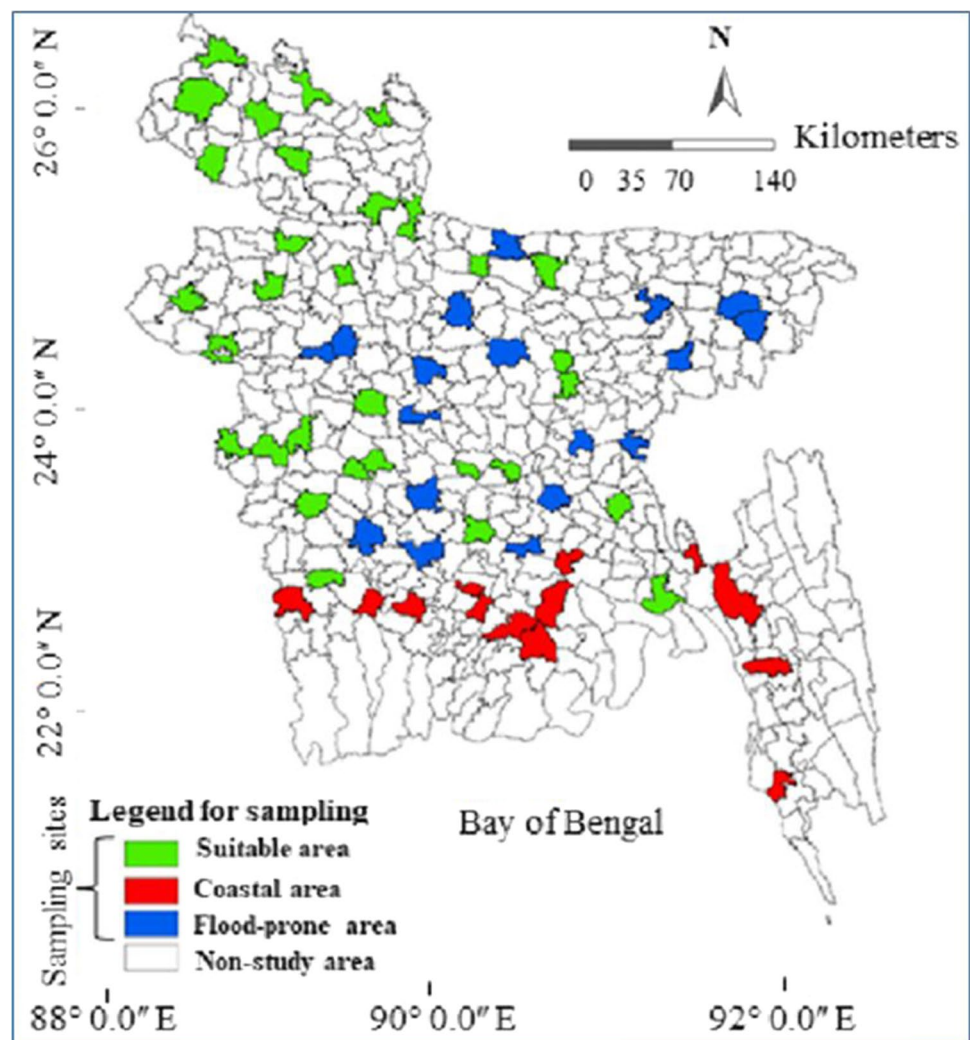 N
Kilometers
0 35 70 140
26° 0.0″ N
24° 0.0″ N
22° 0.0″ N
Bay of Bengal
Legend for sampling
Sampling sites
Suitable area
Coastal area
Flood-prone area
Non-study area
88° 0.0″ E 90° 0.0″ E 92° 0.0″ E